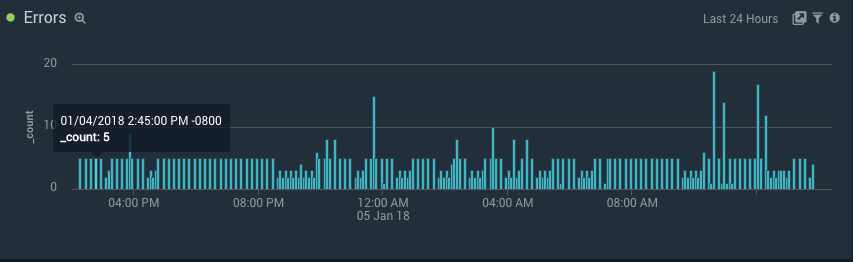 Errors
Last 24 Hours
20
01/04/2018 2:45:00 PM -0800
_count: 5
10
_count
0
04:00 PM
08:00 PM
12:00 AM
04:00 AM
08:00 AM
05 Jan 18